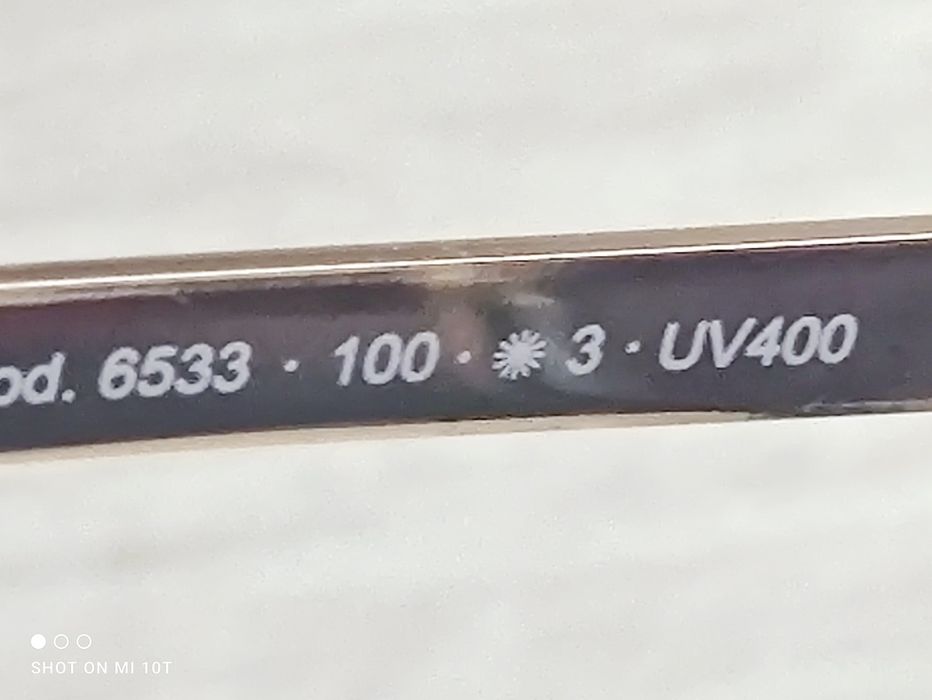 od. 6533 · 100 · ☀ 3 · UV400
SHOT ON MI 10T